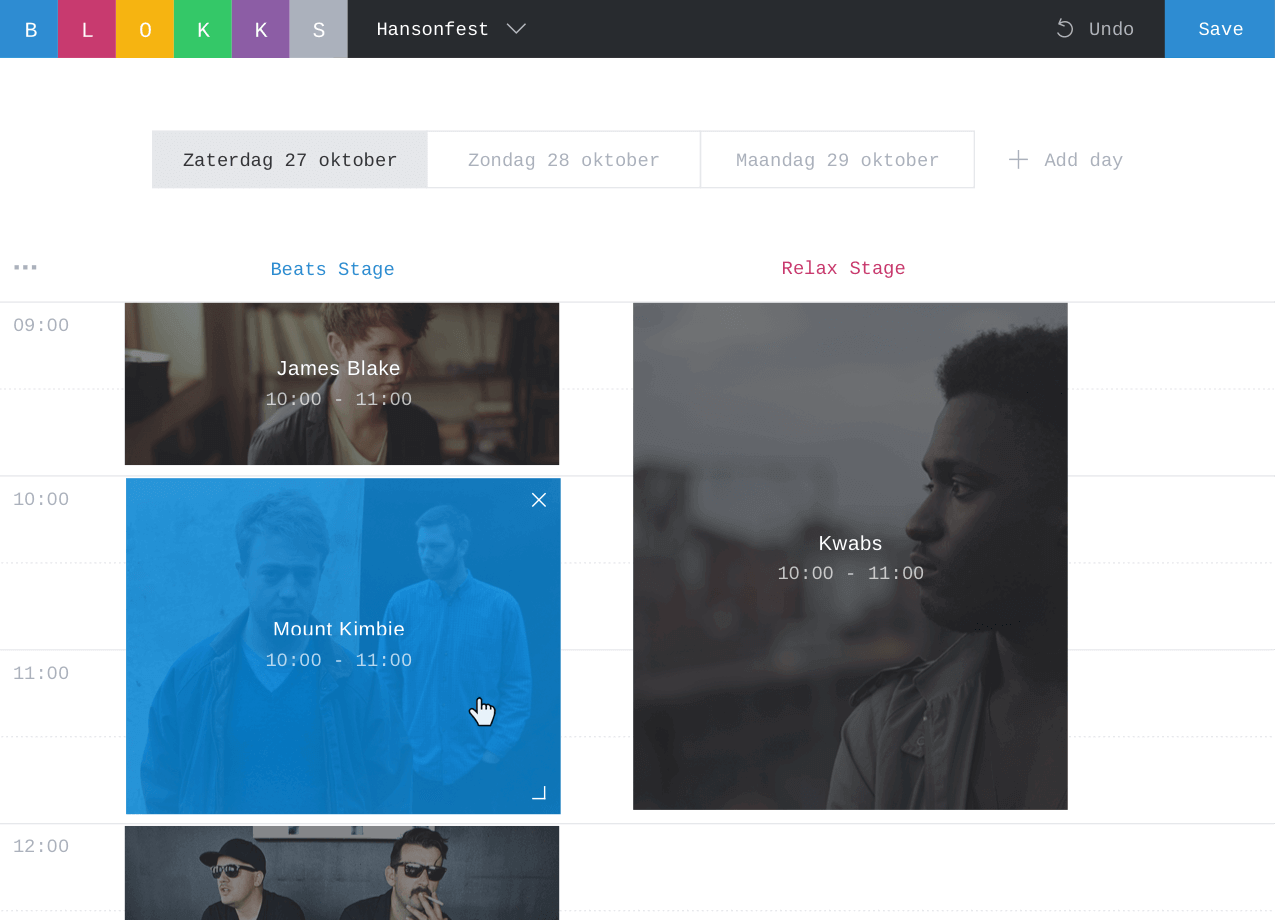 B L O K K S
Hansonfest
Undo
Save
Zaterdag 27 oktober
Zondag 28 oktober
Maandag 29 oktober
Add day
Beats Stage
Relax Stage
09:00
James Blake
10:00 - 11:00
10:00
Kwabs
10:00 - 11:00
Mount Kimbie
10:00 - 11:00
11:00
12:00